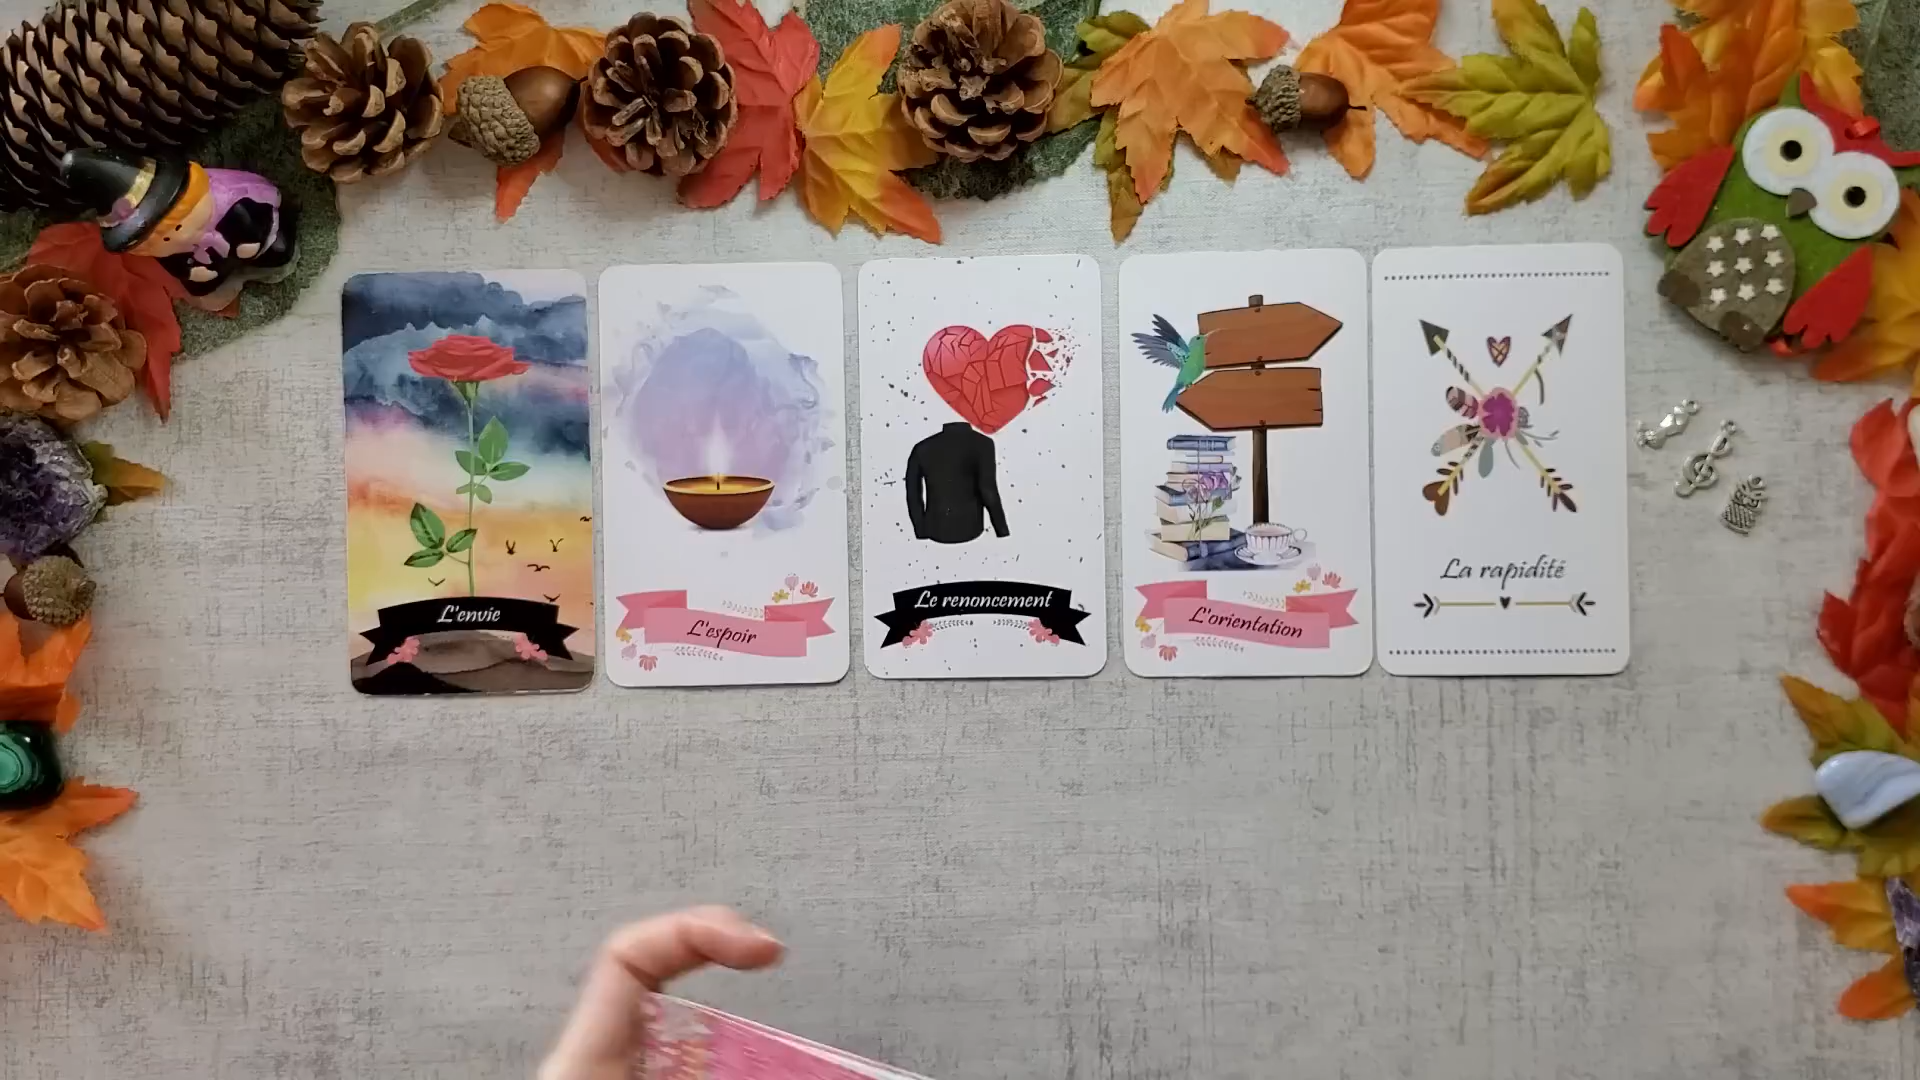 L'envie
L'espoir
Le renoncement
L'orientation
La rapidité